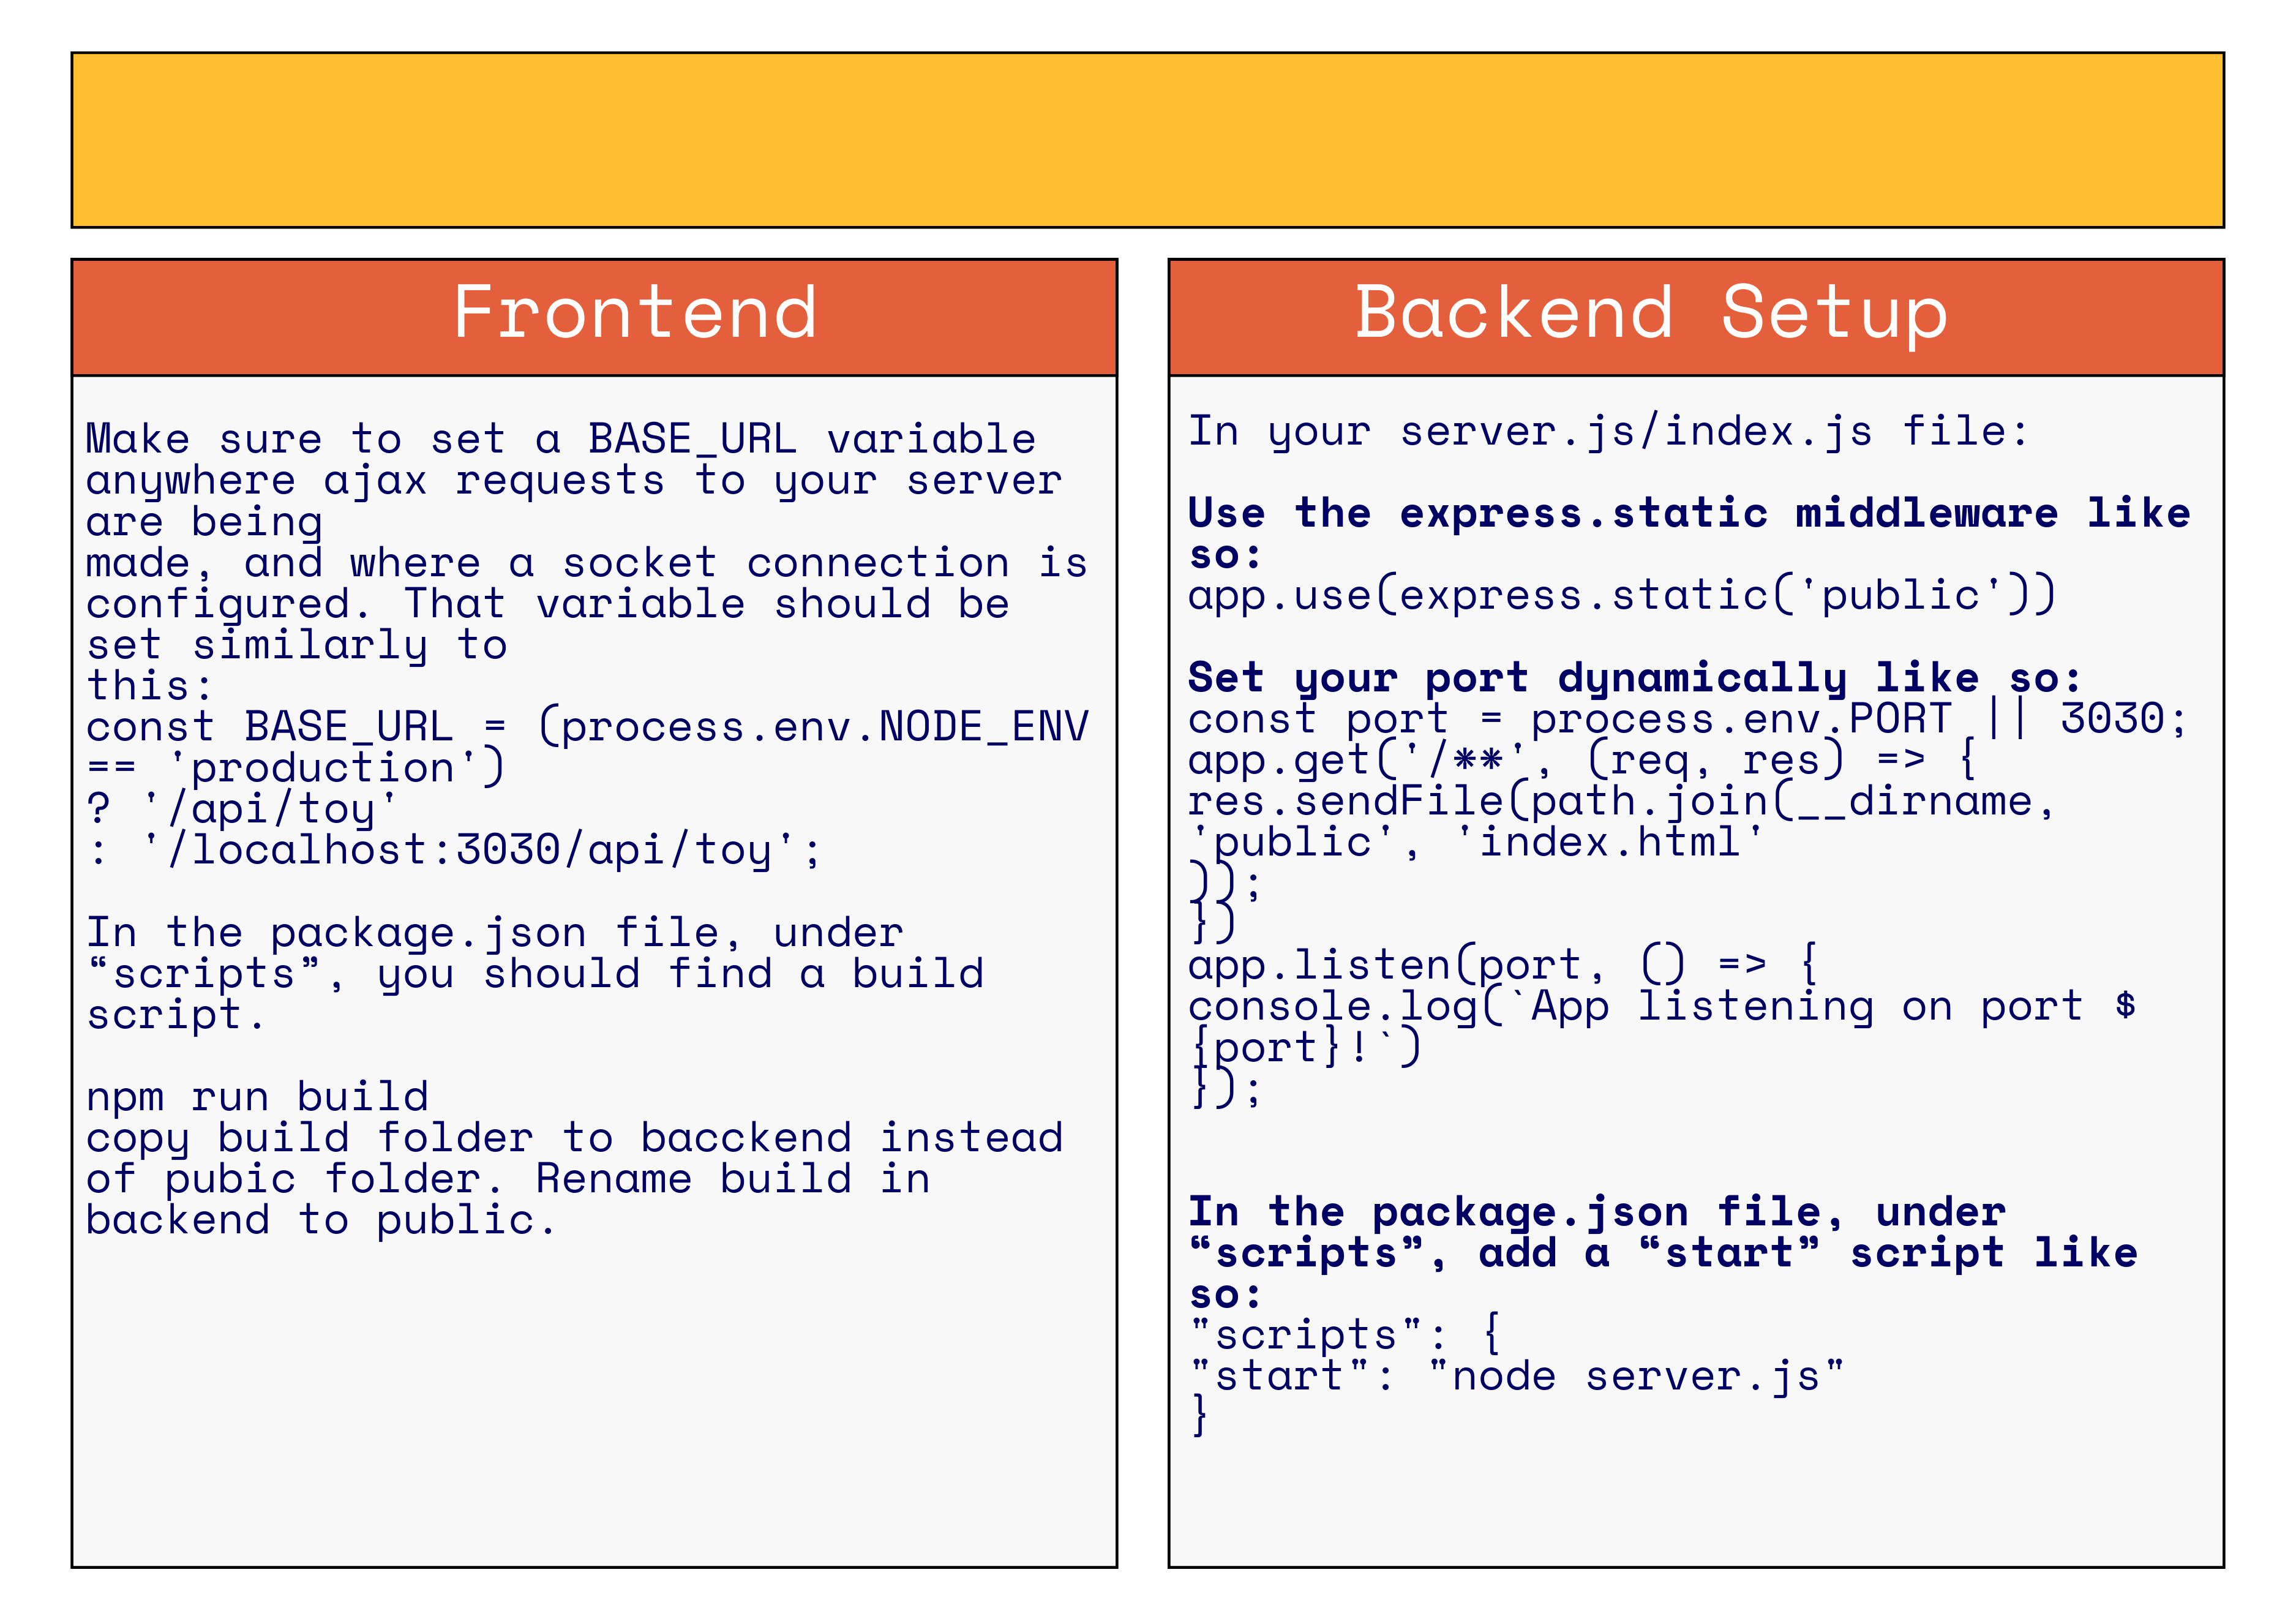 Frontend
Make sure to set a BASE_URL variable
anywhere ajax requests to your server
are being
made, and where a socket connection is
configured. That variable should be
set similarly to
this:
const BASE_URL = (process.env.NODE_ENV
== 'production')
? '/api/toy'
: '/localhost:3030/api/toy';
In the package.json file, under
“scripts”, you should find a build
script.
npm run build
copy build folder to bacckend instead
of pubic folder. Rename build in
backend to public.
Backend Setup
In your server.js/index.js file:
Use the express.static middleware like
so:
app.use(express.static('public'))
Set your port dynamically like so:
const port = process.env.PORT || 3030;
app.get('/**', (req, res) => {
res.sendFile(path.join(__dirname,
'public', 'index.html'
));
})
app.listen(port, () => {
console.log(`App listening on port $
{port}!`)
});
In the package.json file, under
“scripts”, add a “start” script like
so:
"scripts": {
"start": "node server.js"
}